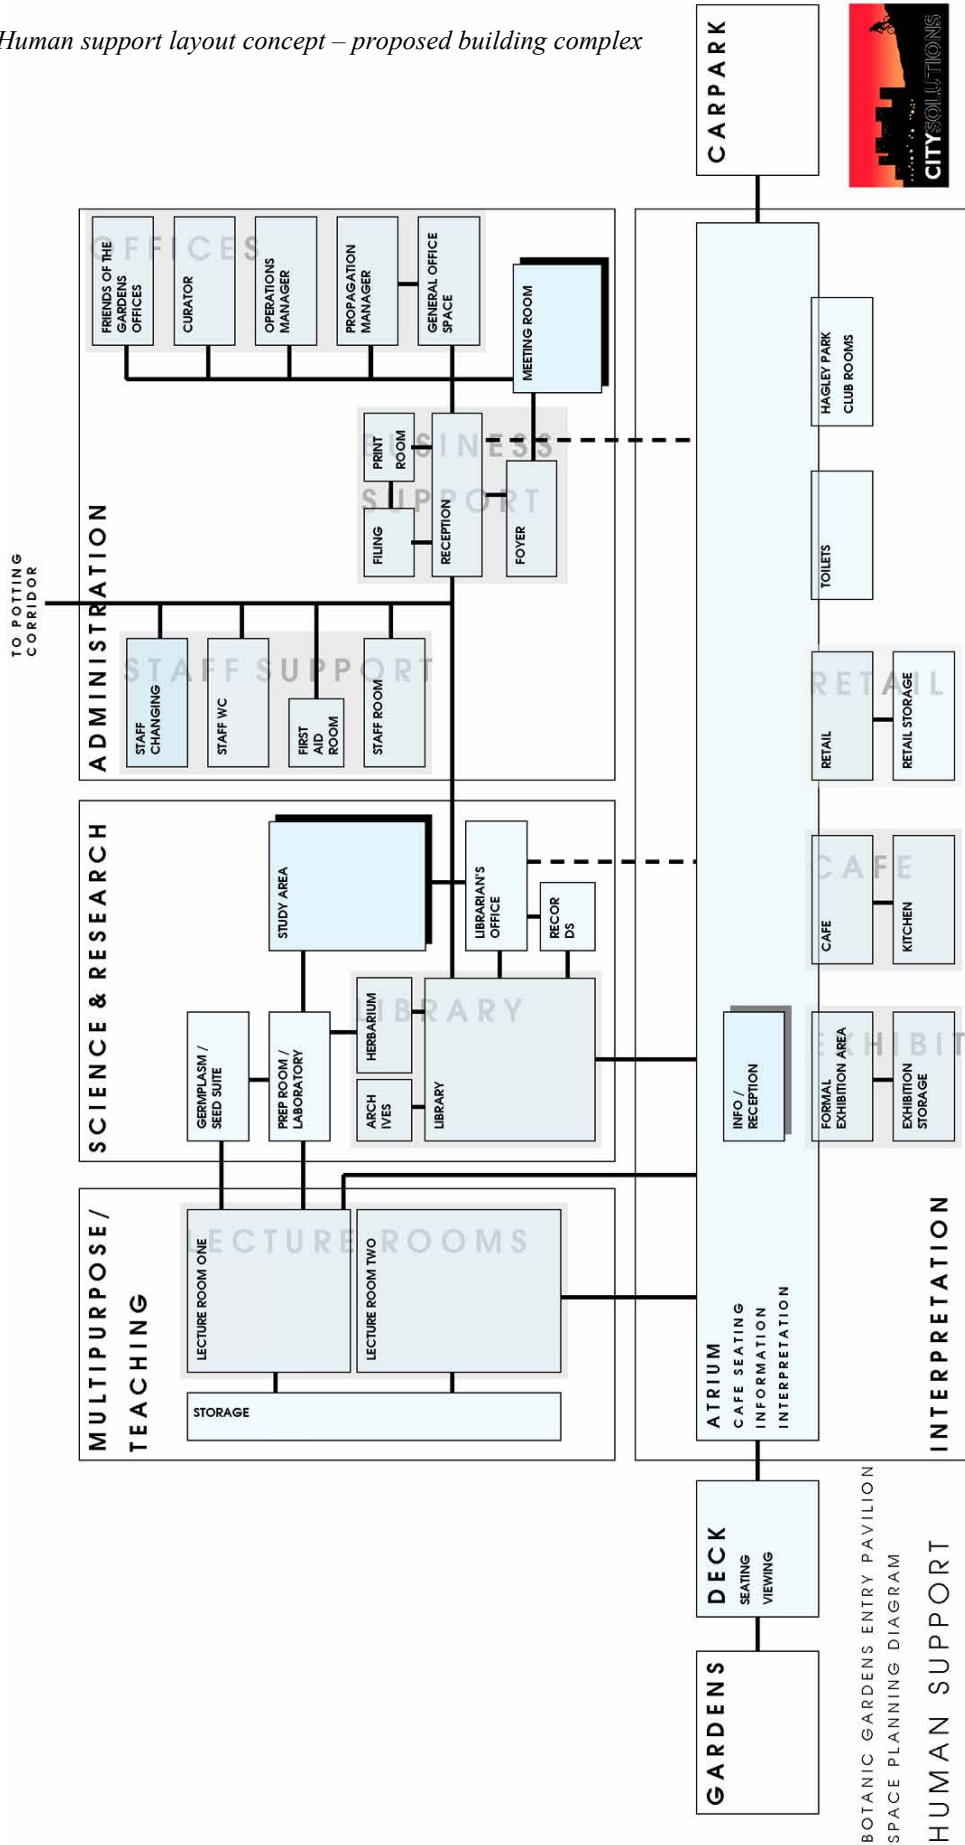 Human support layout concept – proposed building complex
TO POTTING
CORRIDOR
CARPARK
CITYSOLUTIONS
ADMINISTRATION
OFFICES
FRIENDS OF THE
GARDENS
OFFICES
CURATOR
OPERATIONS
MANAGER
PROPAGATION
MANAGER
GENERAL OFFICE
SPACE
MEETING ROOM
BUSINESS
SUPPORT
PRINT
ROOM
FILING
RECEPTION
FOYER
STAFF SUPPORT
STAFF
CHANGING
STAFF WC
FIRST
AID
ROOM
STAFF ROOM
SCIENCE & RESEARCH
STUDY AREA
LIBRARIAN'S
OFFICE
RECOR
DS
GERMPLASM /
SEED SUITE
PREP ROOM /
LABORATORY
HERBARIUM
ARCH
IVES
LIBRARY
LIBRARY
MULTIPURPOSE/
TEACHING
LECTURE ROOMS
LECTURE ROOM ONE
LECTURE ROOM TWO
STORAGE
HAGLEY PARK
CLUB ROOMS
TOILETS
RETAIL
RETAIL
RETAIL STORAGE
CAFE
CAFE
KITCHEN
EXHIBIT
FORMAL
EXHIBITION AREA
EXHIBITION
STORAGE
INFO /
RECEPTION
ATRIUM
CAFE SEATING
INFORMATION
INTERPRETATION
INTERPRETATION
DECK
SEATING
VIEWING
GARDENS
BOTANIC GARDENS ENTRY PAVILION
SPACE PLANNING DIAGRAM
HUMAN SUPPORT